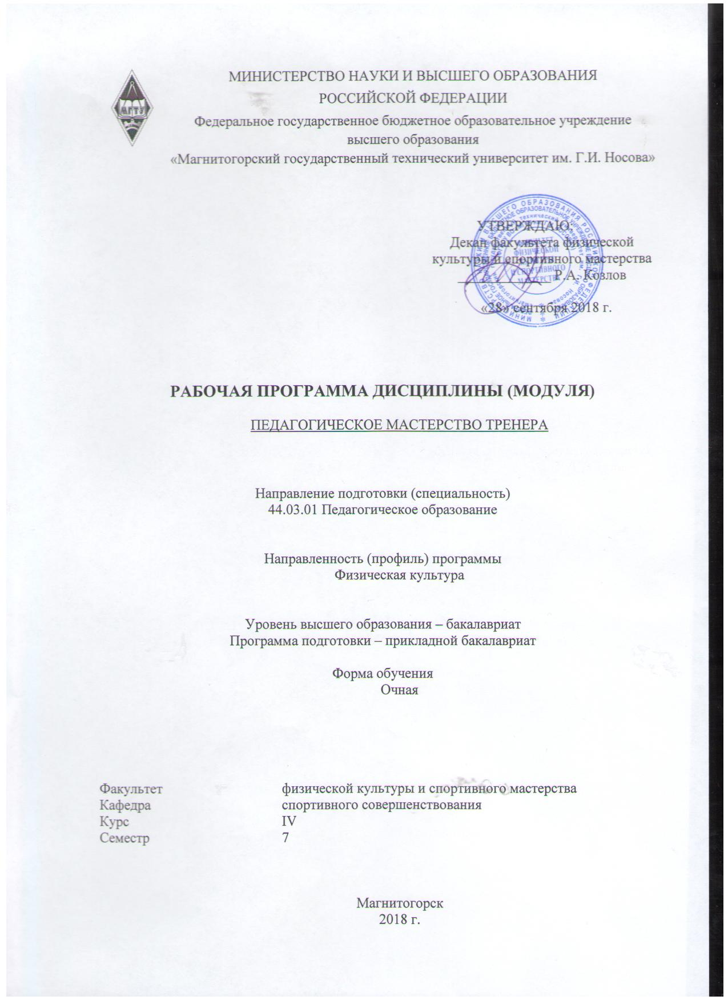 МГТУ
МИНИСТЕРСТВО НАУКИ И ВЫСШЕГО ОБРАЗОВАНИЯ
РОССИЙСКОЙ ФЕДЕРАЦИИ
Федеральное государственное бюджетное образовательное учреждение
высшего образования
«Магнитогорский государственный технический университет им. Г.И. Носова»
УТВЕРЖДАЮ:
Декан факультета физической
культуры и спортивного мастерства
Р.А. Козлов
«28» сентября 2018 г.
РАБОЧАЯ ПРОГРАММА ДИСЦИПЛИНЫ (МОДУЛЯ)
ПЕДАГОГИЧЕСКОЕ МАСТЕРСТВО ТРЕНЕРА
Направление подготовки (специальность)
44.03.01 Педагогическое образование
Направленность (профиль) программы
Физическая культура
Уровень высшего образования – бакалавриат
Программа подготовки – прикладной бакалавриат
Форма обучения
Очная
Факультет физической культуры и спортивного мастерства
Кафедра спортивного совершенствования
Курс IV
Семестр 7
Магнитогорск
2018 г.